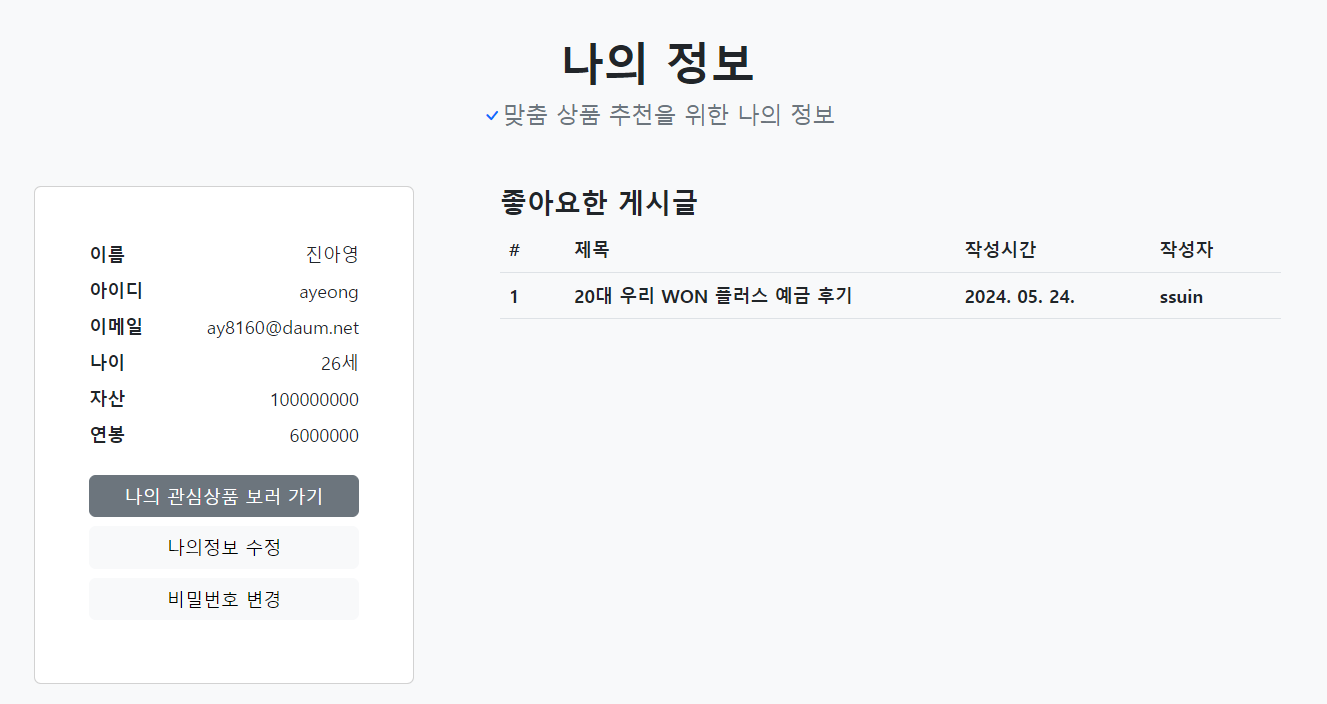 나의 정보
맞춤 상품 추천을 위한 나의 정보
이름 진아영
아이디 ayeong
이메일 ay8160@daum.net
나이 26세
자산 100000000
연봉 6000000
나의 관심상품 보러 가기
나의정보 수정
비밀번호 변경
좋아요한 게시글
# 제목 작성시간 작성자
1 20대 우리 WON 플러스 예금 후기 2024. 05. 24. ssuin